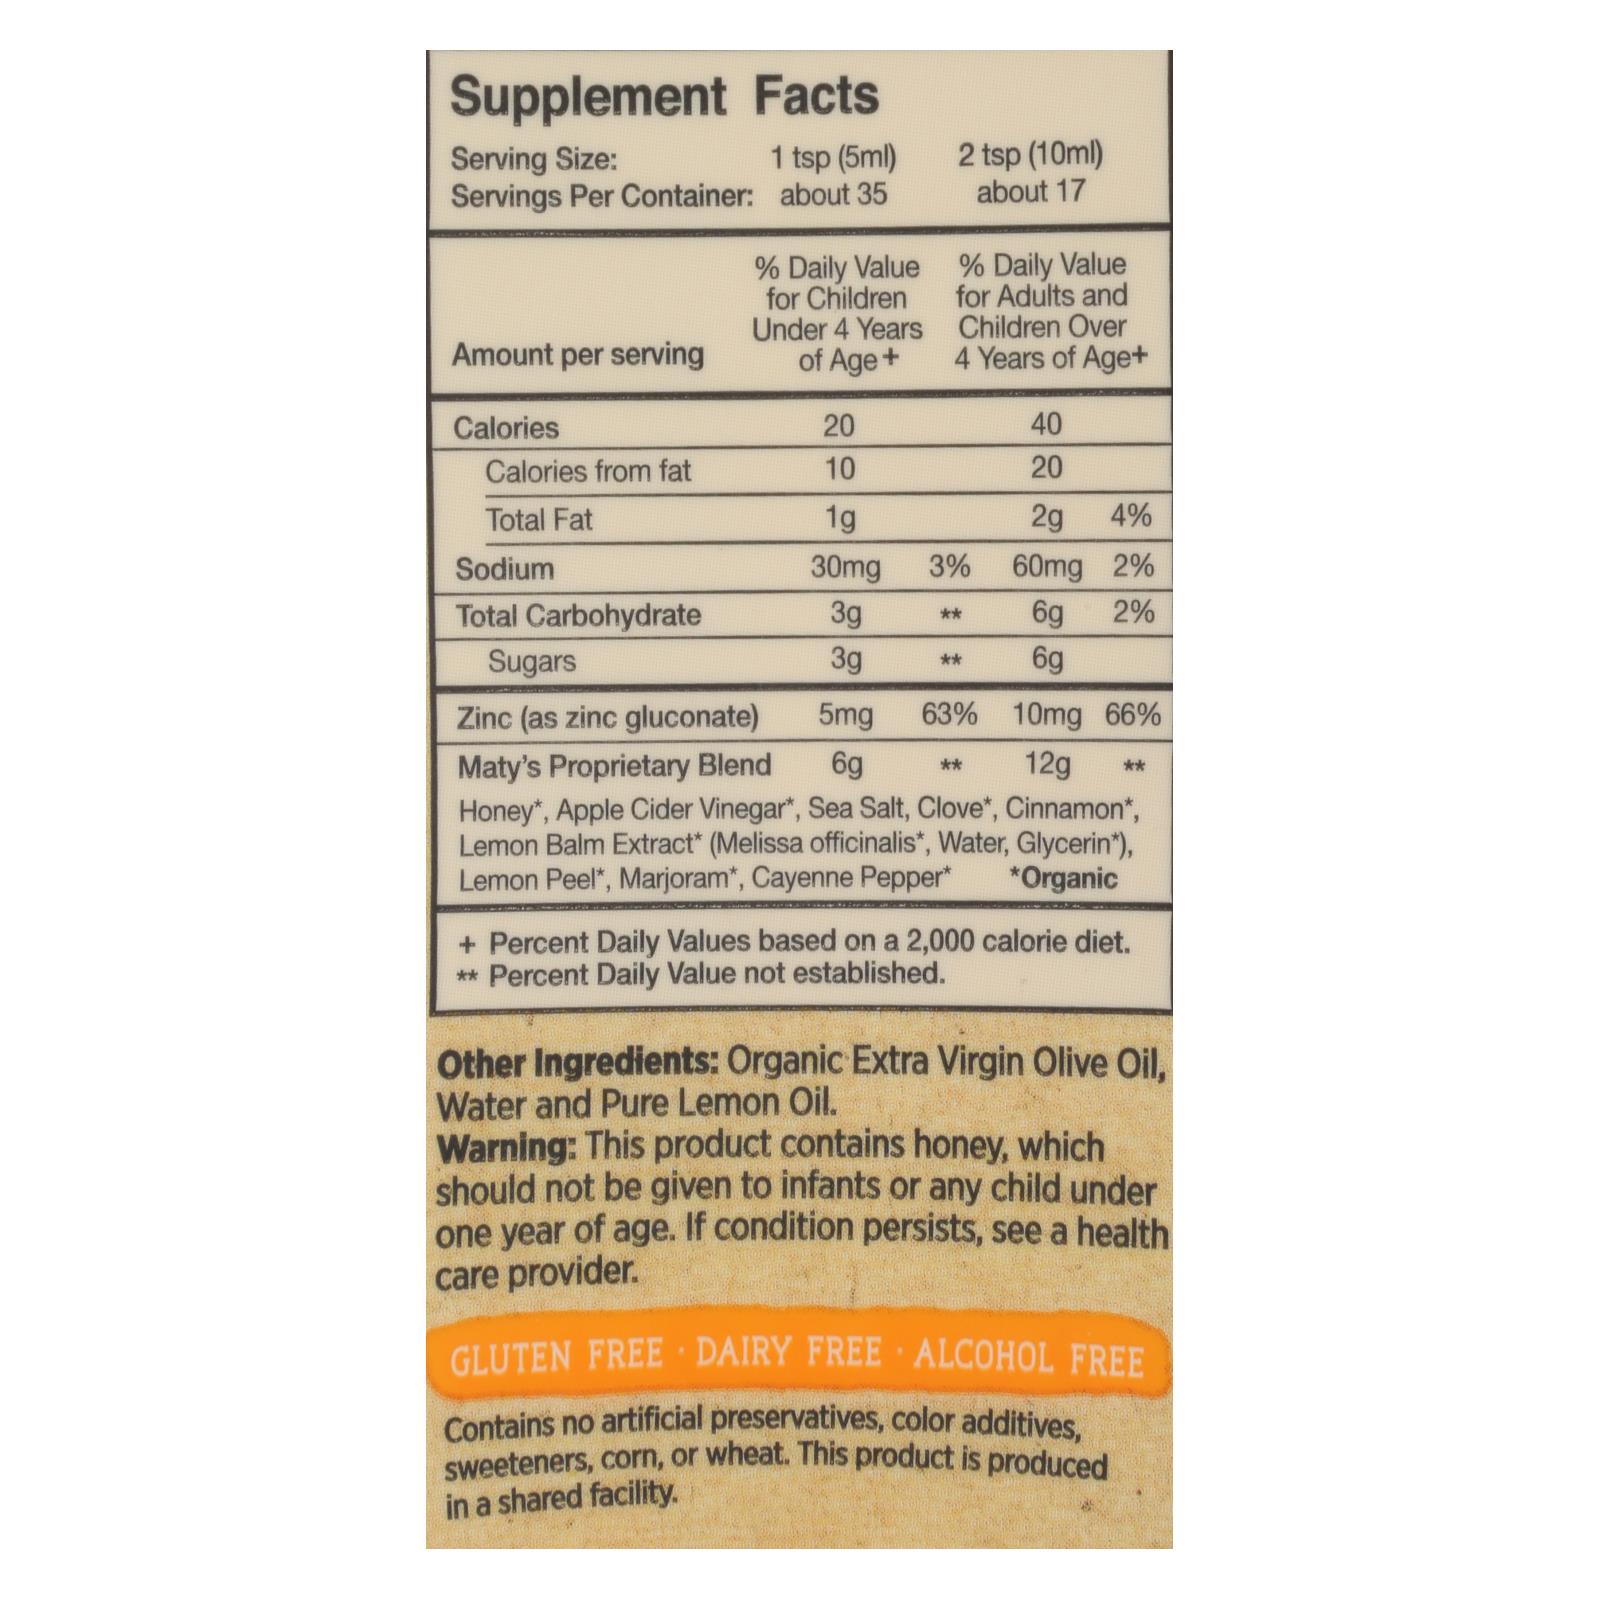 Supplement Facts
Serving Size: 1 tsp (5ml) 2 tsp (10ml)
Servings Per Container: about 35 about 17
% Daily Value % Daily Value
for Children for Adults and
Under 4 Years Children Over
Amount per serving of Age+ 4 Years of Age+
Calories 20 40
Calories from fat 10 20
Total Fat 1g 2g 4%
Sodium 30mg 3% 60mg 2%
Total Carbohydrate 3g ** 6g 2%
Sugars 3g ** 6g
Zinc (as zinc gluconate) 5mg 63% 10mg 66%
Maty's Proprietary Blend 6g ** 12g **
Honey*, Apple Cider Vinegar*, Sea Salt, Clove*, Cinnamon*,
Lemon Balm Extract* (Melissa officinalis*, Water, Glycerin*),
Lemon Peel*, Marjoram*, Cayenne Pepper* *Organic
+ Percent Daily Values based on a 2,000 calorie diet.
** Percent Daily Value not established.
Other Ingredients: Organic Extra Virgin Olive Oil,
Water and Pure Lemon Oil.
Warning: This product contains honey, which
should not be given to infants or any child under
one year of age. If condition persists, see a health
care provider.
GLUTEN FREE · DAIRY FREE · ALCOHOL FREE
Contains no artificial preservatives, color additives,
sweeteners, corn, or wheat. This product is produced
in a shared facility.